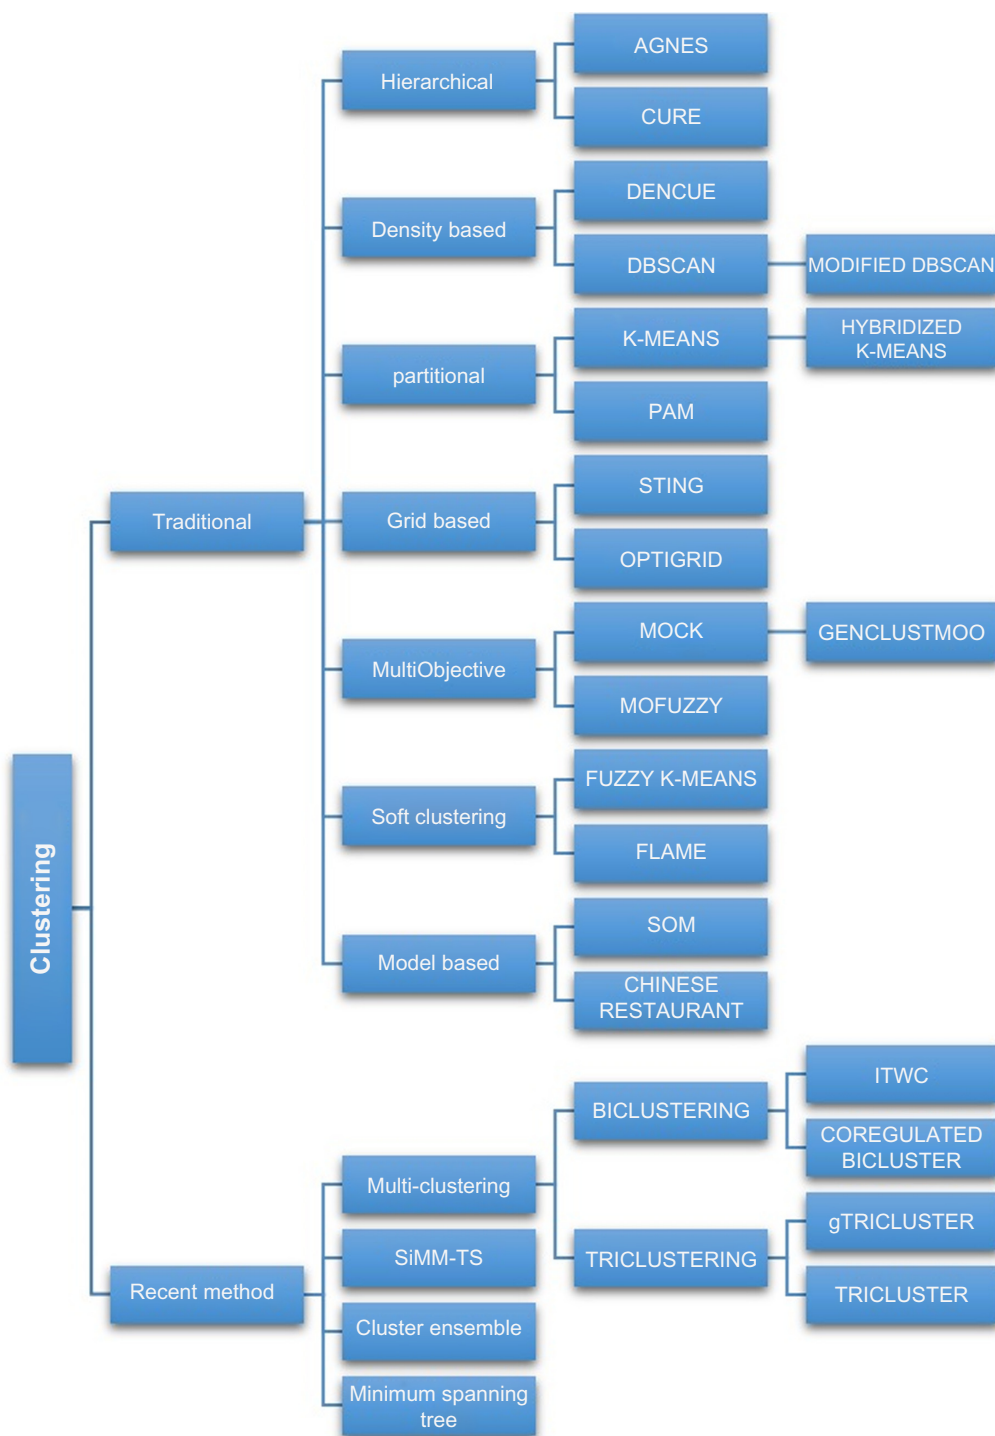 Clustering
Traditional
Hierarchical
AGNES
CURE
Density based
DENCUE
DBSCAN
MODIFIED DBSCAN
partitional
K-MEANS
HYBRIDIZED
K-MEANS
PAM
Grid based
STING
OPTIGRID
MultiObjective
MOCK
GENCLUSTMOO
MOFUZZY
Soft clustering
FUZZY K-MEANS
FLAME
Model based
SOM
CHINESE
RESTAURANT
Recent method
Multi-clustering
BICLUSTERING
ITWC
COREGULATED
BICLUSTER
TRICLUSTERING
gTRICLUSTER
TRICLUSTER
SiMM-TS
Cluster ensemble
Minimum spanning
tree